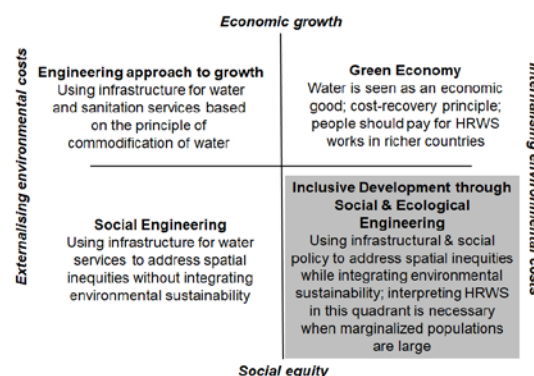 Economic growth
Externalising environmental costs
Engineering approach to growth
Using infrastructure for water
and sanitation services based
on the principle of
commodification of water
Green Economy
Water is seen as an economic
good; cost-recovery principle;
people should pay for HRWS
works in richer countries
Internalising environmental costs
Social Engineering
Using infrastructure for water
services to address spatial
inequities without integrating
environmental sustainability
Inclusive Development through
Social & Ecological
Engineering
Using infrastructural & social
policy to address spatial inequities
while integrating environmental
sustainability; interpreting HRWS
in this quadrant is necessary
when marginalized populations
are large
Social equity